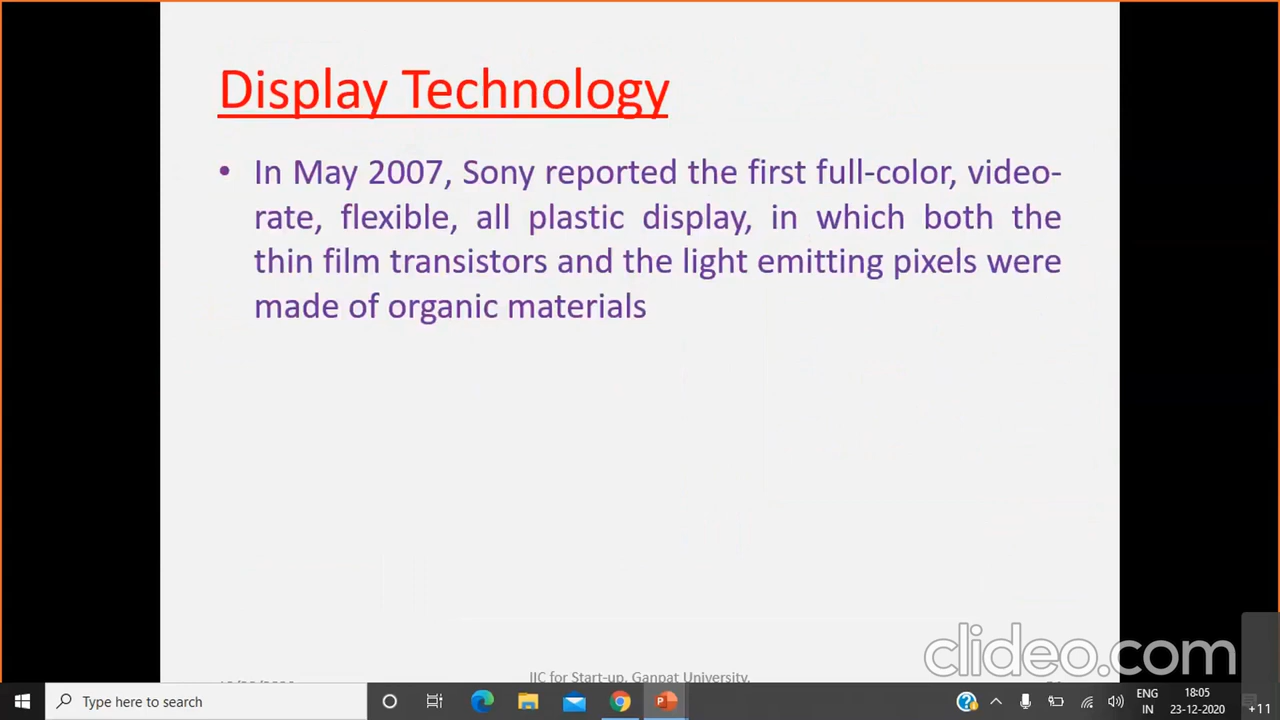 Display Technology
• In May 2007, Sony reported the first full-color, video-
rate, flexible, all plastic display, in which both the
thin film transistors and the light emitting pixels were
made of organic materials
clideo.com
IIC for Start-up, Ganpat University,
Type here to search
ENG
IN
18:05
23-12-2020
+11